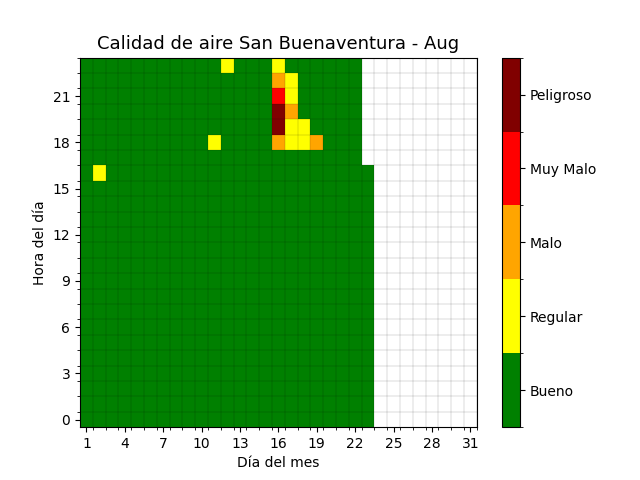 Calidad de aire San Buenaventura - Aug
Peligroso
Muy Malo
Malo
Regular
Bueno
Hora del día
21
18
15
12
9
6
3
0
1 4 7 10 13 16 19 22 25 28 31
Día del mes